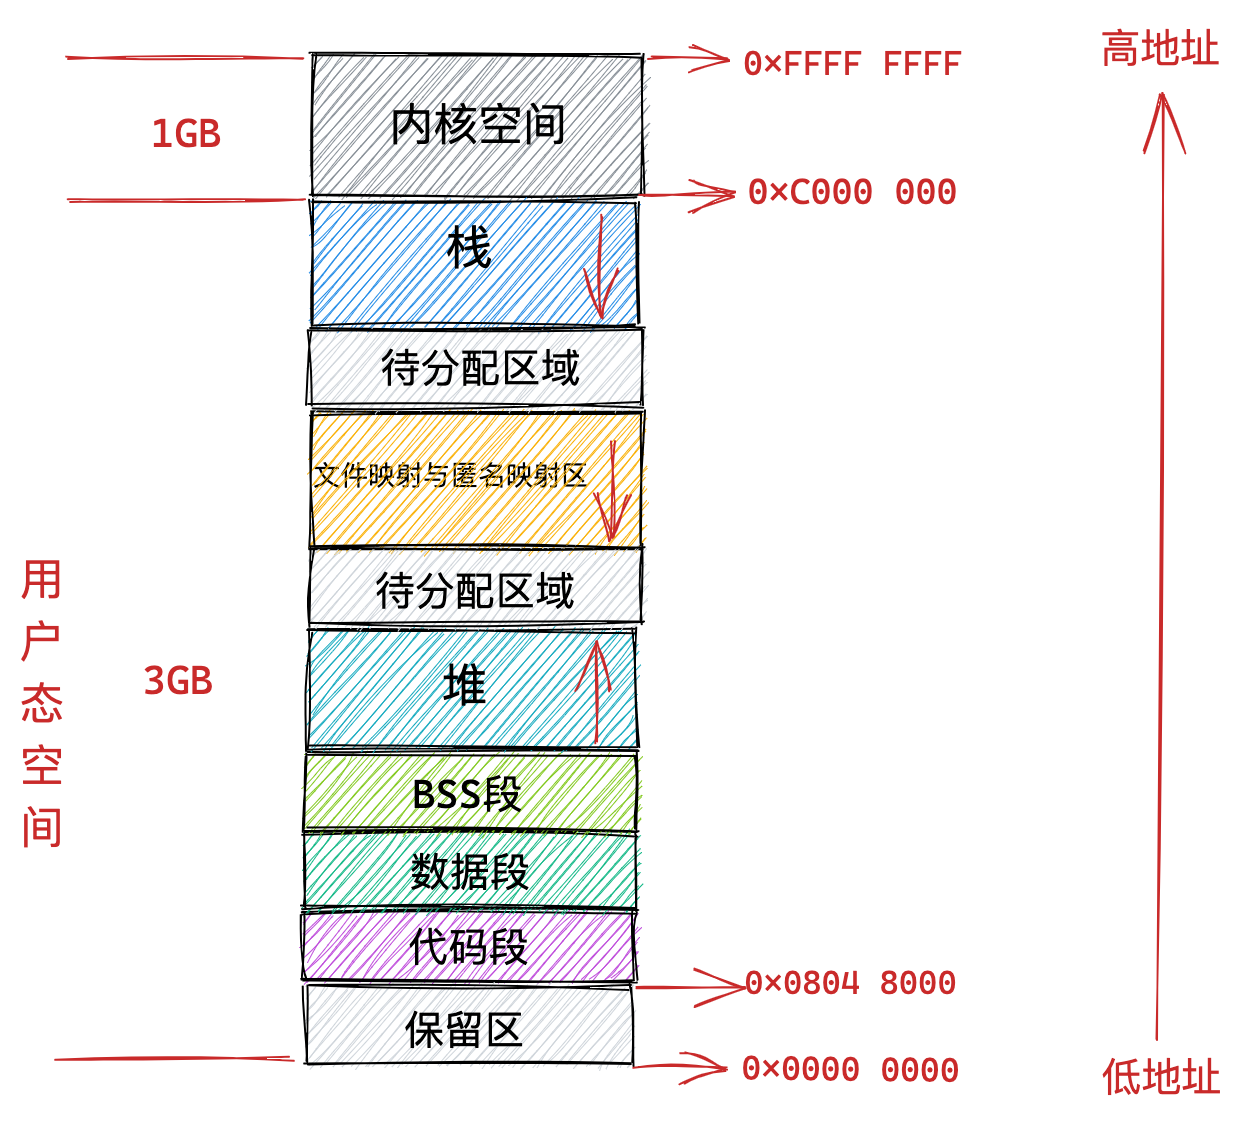 高地址
0×FFFF FFFF
内核空间
1GB
0×C000 000
栈
待分配区域
文件映射与匿名映射区
待分配区域
用户态空间
3GB
堆
BSS段
数据段
代码段
0×0804 8000
保留区
0×0000 0000
低地址